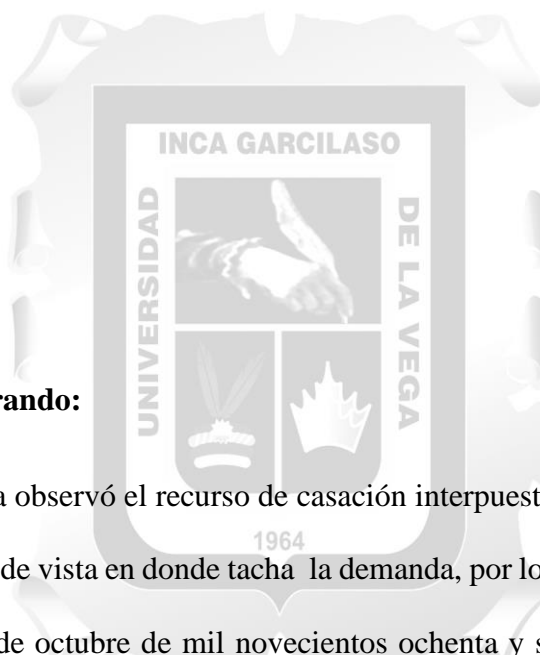 INCA GARCILASO
UNIVERSIDAD
DE LA VEGA
rando:
a observó el recurso de casación interpuest
1964
de vista en donde tacha la demanda, por lo
de octubre de mil novecientos ochenta y s